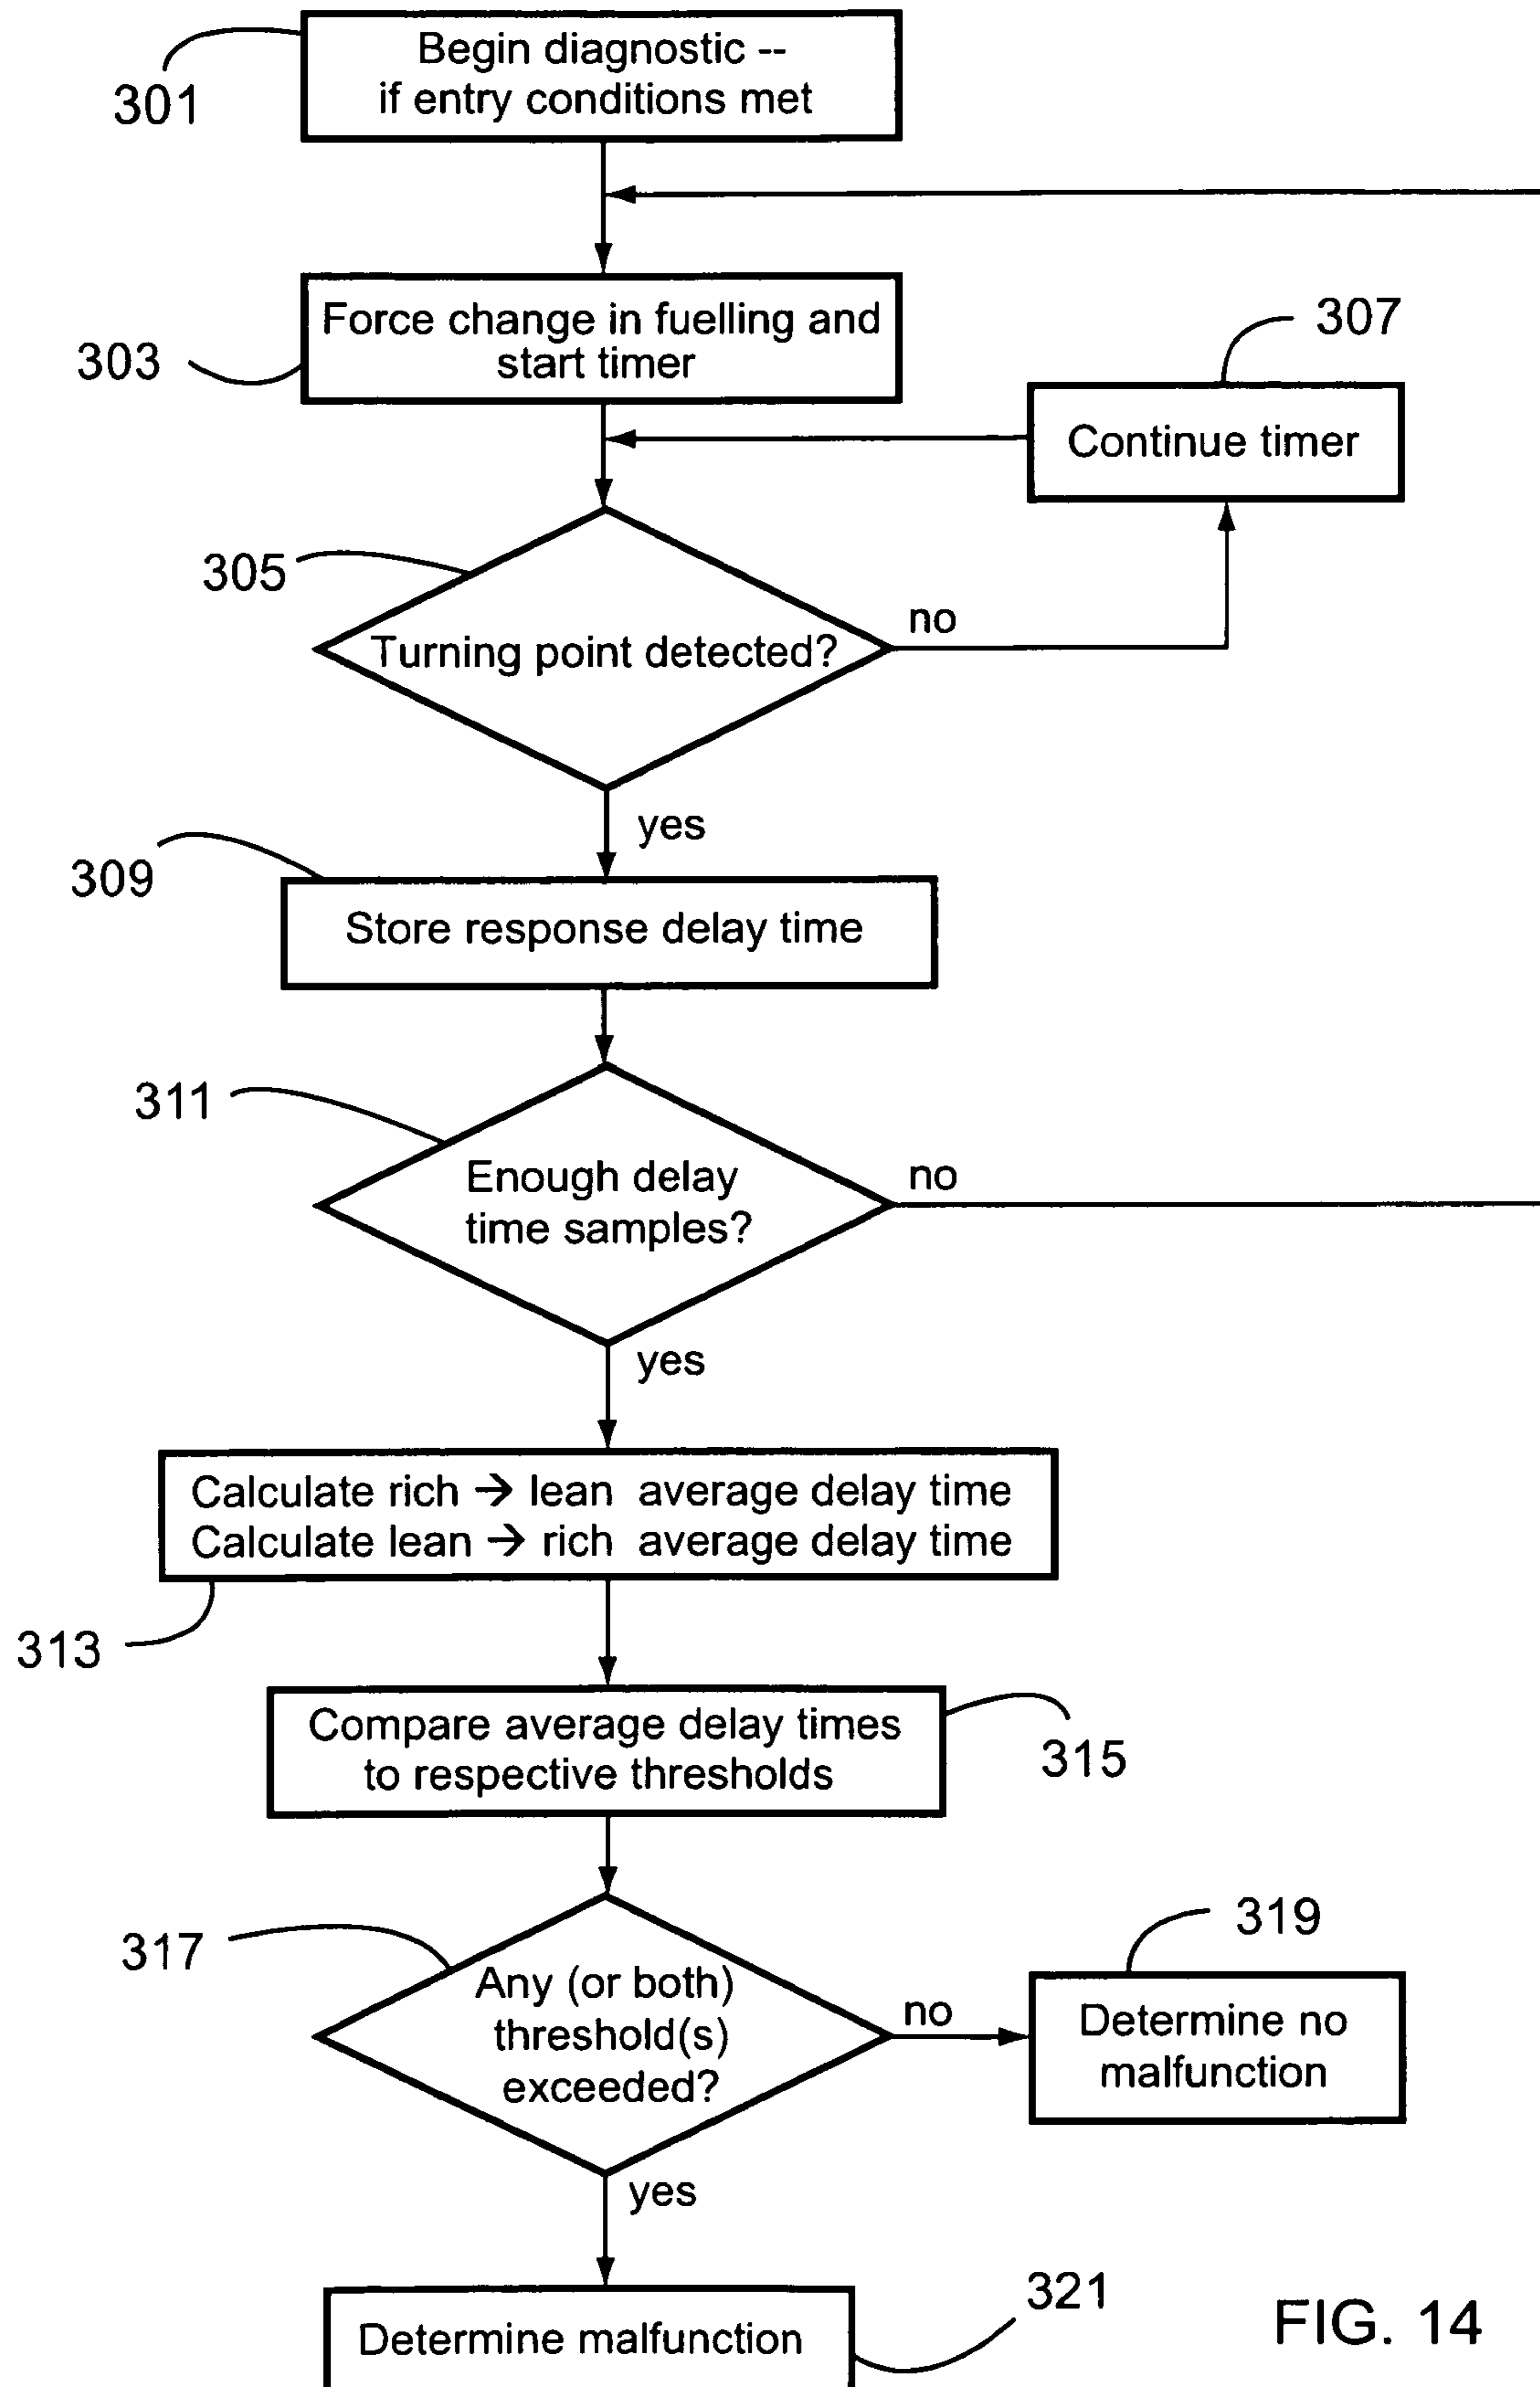 Begin diagnostic --
if entry conditions met
301
Force change in fuelling and
start timer
303
307
Continue timer
305
Turning point detected?
no
yes
309
Store response delay time
311
Enough delay
time samples?
no
yes
Calculate rich → lean average delay time
Calculate lean → rich average delay time
313
Compare average delay times
to respective thresholds
315
317
Any (or both)
threshold(s)
exceeded?
no
319
Determine no
malfunction
yes
321
Determine malfunction
FIG. 14